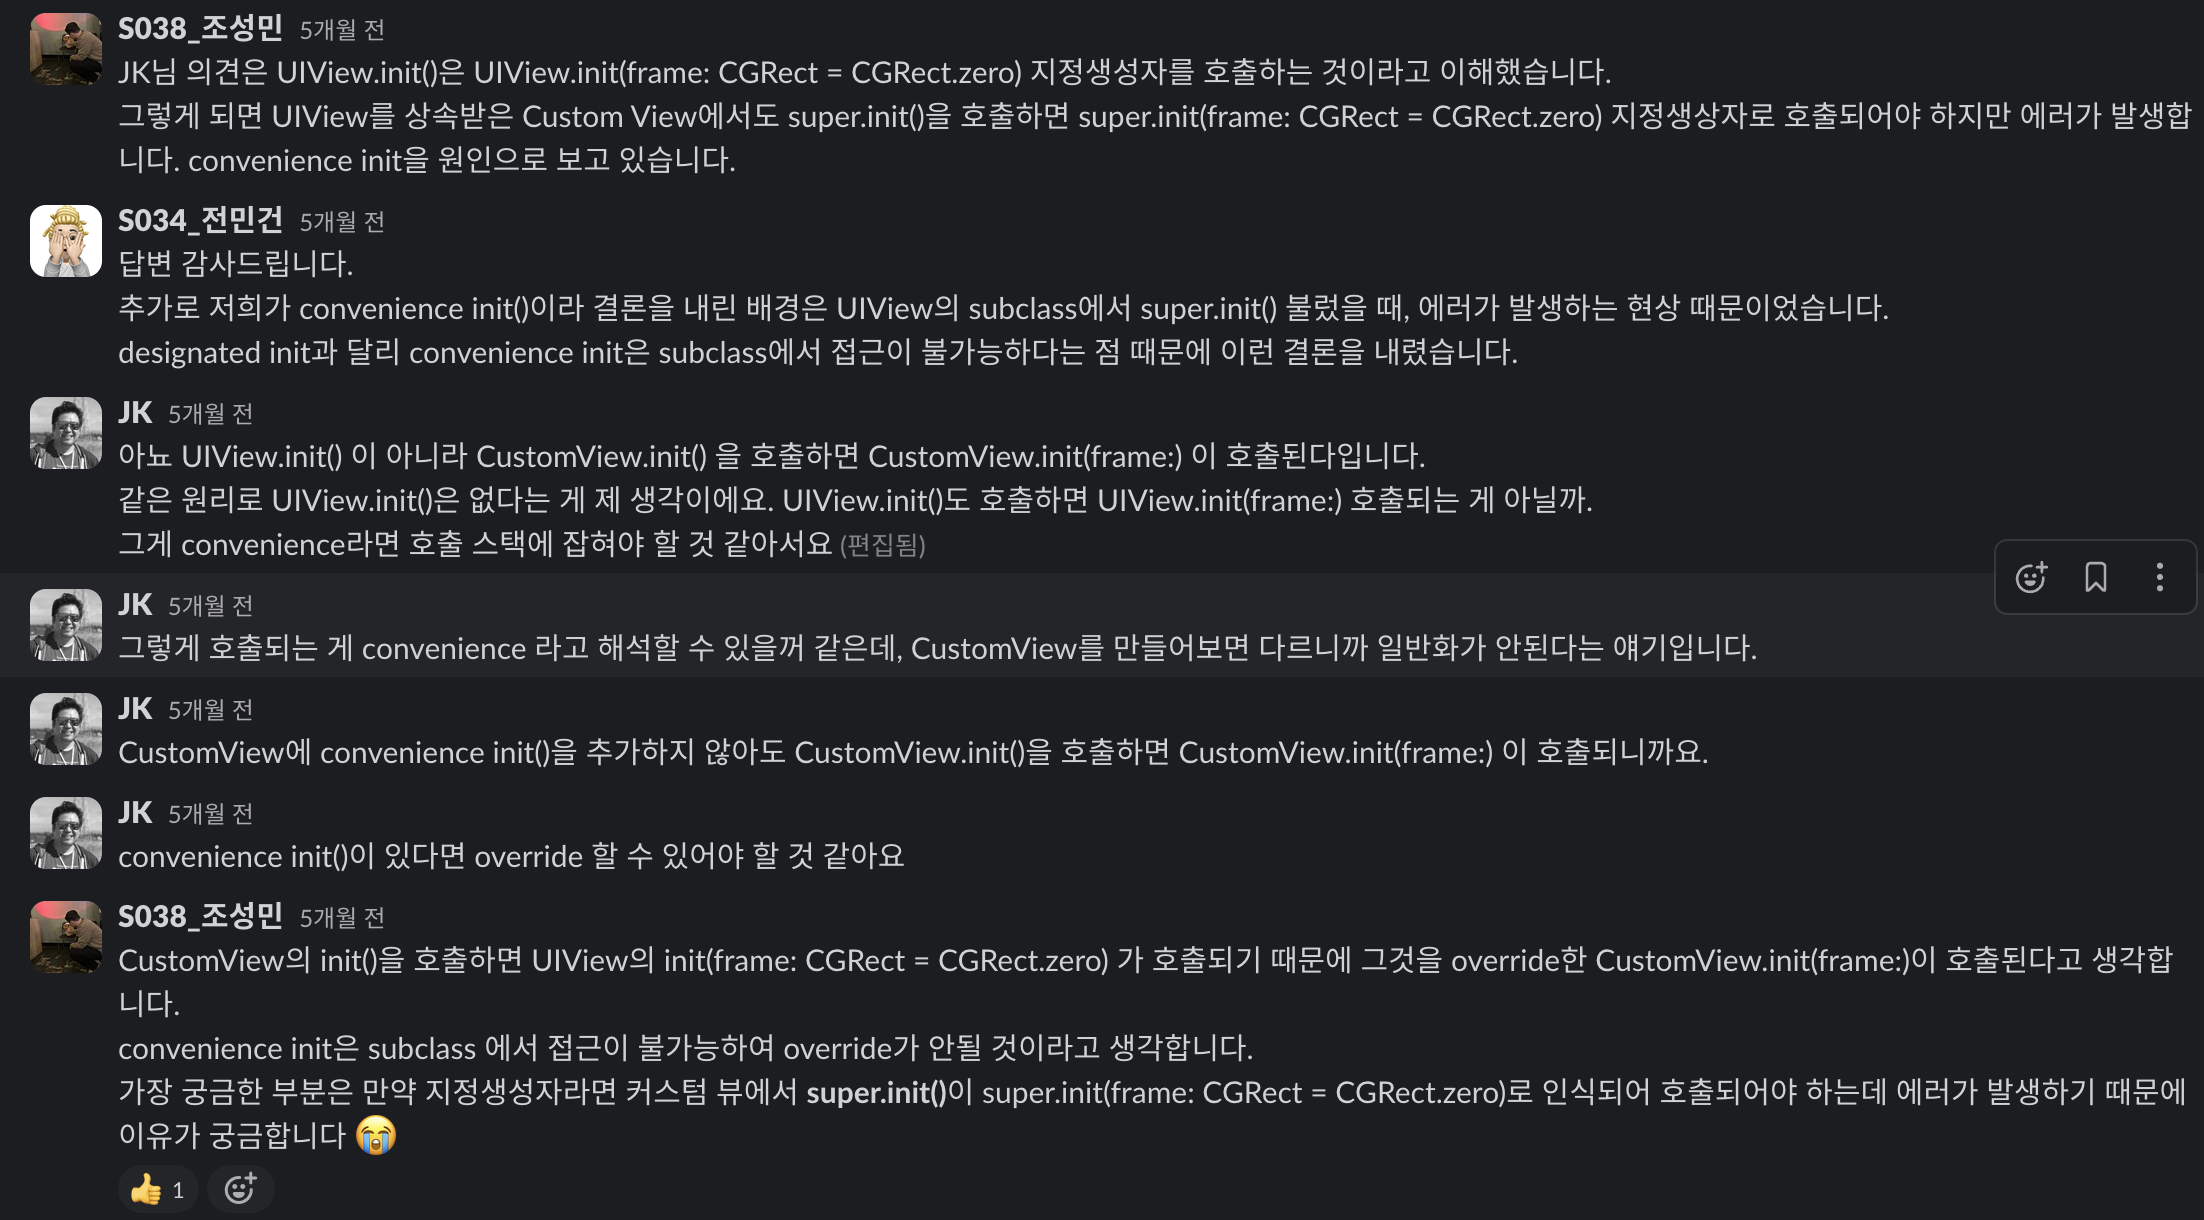 S038_조성민 5개월 전
JK님 의견은 UIView.init()은 UIView.init(frame: CGRect = CGRect.zero) 지정생성자를 호출하는 것이라고 이해했습니다.
그렇게 되면 UIView를 상속받은 Custom View에서도 super.init()을 호출하면 super.init(frame: CGRect = CGRect.zero) 지정생상자로 호출되어야 하지만 에러가 발생합
니다. convenience init을 원인으로 보고 있습니다.
S034_전민건 5개월 전
답변 감사드립니다.
추가로 저희가 convenience init()이라 결론을 내린 배경은 UIView의 subclass에서 super.init() 불렀을 때, 에러가 발생하는 현상 때문이었습니다.
designated init과 달리 convenience init은 subclass에서 접근이 불가능하다는 점 때문에 이런 결론을 내렸습니다.
JK 5개월 전
아뇨 UIView.init() 이 아니라 CustomView.init() 을 호출하면 CustomView.init(frame:) 이 호출된다입니다.
같은 원리로 UIView.init()은 없다는 게 제 생각이에요. UIView.init()도 호출하면 UIView.init(frame:) 호출되는 게 아닐까.
그게 convenience라면 호출 스택에 잡혀야 할 것 같아서요 (편집됨)
JK 5개월 전
그렇게 호출되는 게 convenience 라고 해석할 수 있을꺼 같은데, CustomView를 만들어보면 다르니까 일반화가 안된다는 얘기입니다.
JK 5개월 전
CustomView에 convenience init()을 추가하지 않아도 CustomView.init()을 호출하면 CustomView.init(frame:) 이 호출되니까요.
JK 5개월 전
convenience init()이 있다면 override 할 수 있어야 할 것 같아요
S038_조성민 5개월 전
CustomView의 init()을 호출하면 UIView의 init(frame: CGRect = CGRect.zero) 가 호출되기 때문에 그것을 override한 CustomView.init(frame:)이 호출된다고 생각합
니다.
convenience init은 subclass 에서 접근이 불가능하여 override가 안될 것이라고 생각합니다.
가장 궁금한 부분은 만약 지정생성자라면 커스텀 뷰에서 super.init()이 super.init(frame: CGRect = CGRect.zero)로 인식되어 호출되어야 하는데 에러가 발생하기 때문에
이유가 궁금합니다 😭
👍 1